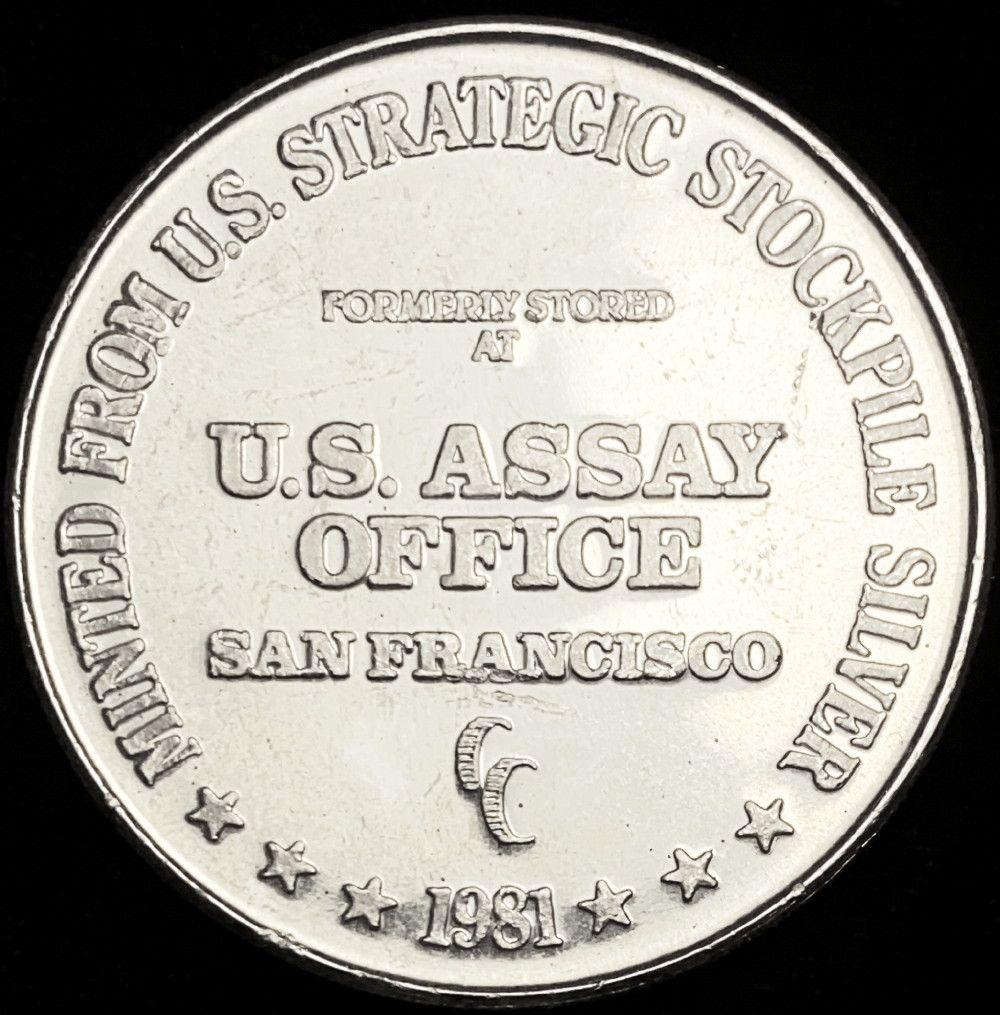 MINTED FROM U.S. STRATEGIC STOCKPILE SILVER
FORMERLY STORED
AT
U.S. ASSAY
OFFICE
SAN FRANCISCO
CC
1981